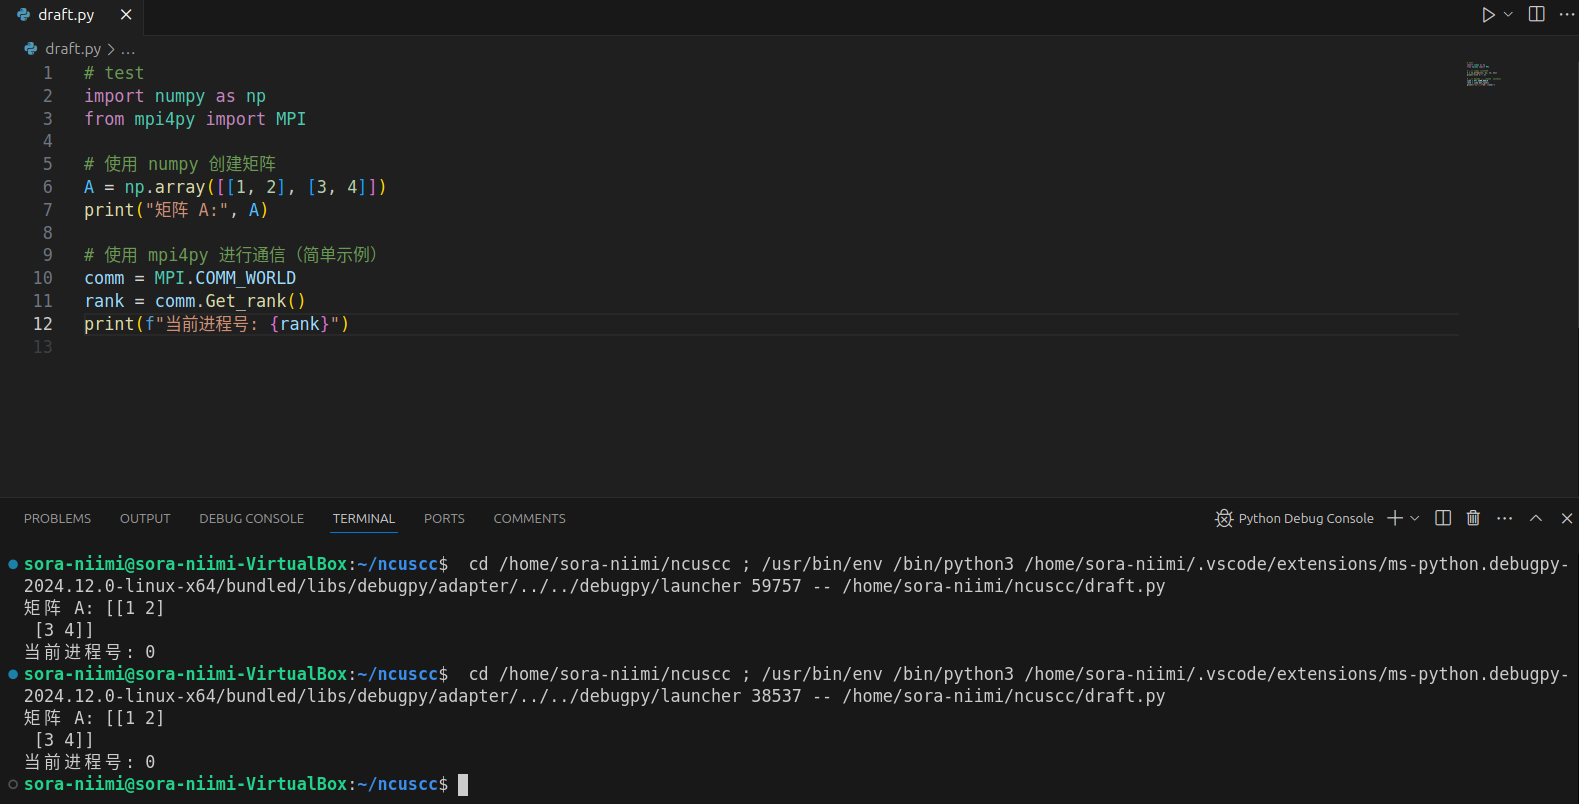 draft.py
draft.py > ...
1 # test
2 import numpy as np
3 from mpi4py import MPI
4
5 # 使用 numpy 创建矩阵
6 A = np.array([[1, 2], [3, 4]])
7 print("矩阵 A:", A)
8
9 # 使用 mpi4py 进行通信（简单示例）
10 comm = MPI.COMM_WORLD
11 rank = comm.Get_rank()
12 print(f"当前进程号: {rank}")
13
PROBLEMS OUTPUT DEBUG CONSOLE TERMINAL PORTS COMMENTS Python Debug Console
sora-niimi@sora-niimi-VirtualBox:~/ncuscc$  cd /home/sora-niimi/ncuscc ; /usr/bin/env /bin/python3 /home/sora-niimi/.vscode/extensions/ms-python.debugpy-
2024.12.0-linux-x64/bundled/libs/debugpy/adapter/../../debugpy/launcher 59757 -- /home/sora-niimi/ncuscc/draft.py
矩阵 A: [[1 2]
 [3 4]]
当前进程号: 0
sora-niimi@sora-niimi-VirtualBox:~/ncuscc$  cd /home/sora-niimi/ncuscc ; /usr/bin/env /bin/python3 /home/sora-niimi/.vscode/extensions/ms-python.debugpy-
2024.12.0-linux-x64/bundled/libs/debugpy/adapter/../../debugpy/launcher 38537 -- /home/sora-niimi/ncuscc/draft.py
矩阵 A: [[1 2]
 [3 4]]
当前进程号: 0
sora-niimi@sora-niimi-VirtualBox:~/ncuscc$